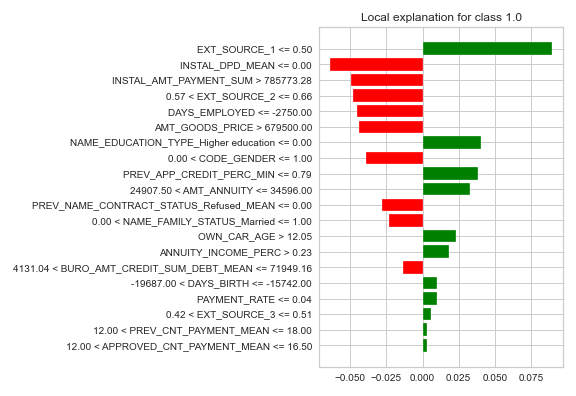 Local explanation for class 1.0
EXT_SOURCE_1 <= 0.50
INSTAL_DPD_MEAN <= 0.00
INSTAL_AMT_PAYMENT_SUM > 785773.28
0.57 < EXT_SOURCE_2 <= 0.66
DAYS_EMPLOYED <= -2750.00
AMT_GOODS_PRICE > 679500.00
NAME_EDUCATION_TYPE_Higher education <= 0.00
0.00 < CODE_GENDER <= 1.00
PREV_APP_CREDIT_PERC_MIN <= 0.79
24907.50 < AMT_ANNUITY <= 34596.00
PREV_NAME_CONTRACT_STATUS_Refused_MEAN <= 0.00
0.00 < NAME_FAMILY_STATUS_Married <= 1.00
OWN_CAR_AGE > 12.05
ANNUITY_INCOME_PERC > 0.23
4131.04 < BURO_AMT_CREDIT_SUM_DEBT_MEAN <= 71949.16
-19687.00 < DAYS_BIRTH <= -15742.00
PAYMENT_RATE <= 0.04
0.42 < EXT_SOURCE_3 <= 0.51
12.00 < PREV_CNT_PAYMENT_MEAN <= 18.00
12.00 < APPROVED_CNT_PAYMENT_MEAN <= 16.50
−0.050 −0.025 0.000 0.025 0.050 0.075